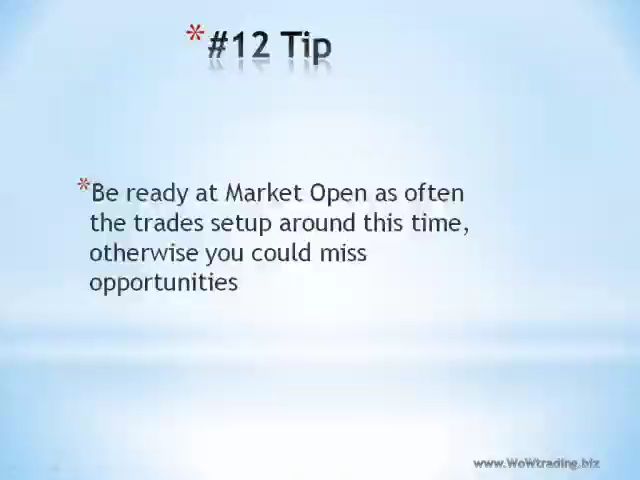 *#12 Tip
*Be ready at Market Open as often
the trades setup around this time,
otherwise you could miss
opportunities
www.WoWtrading.biz